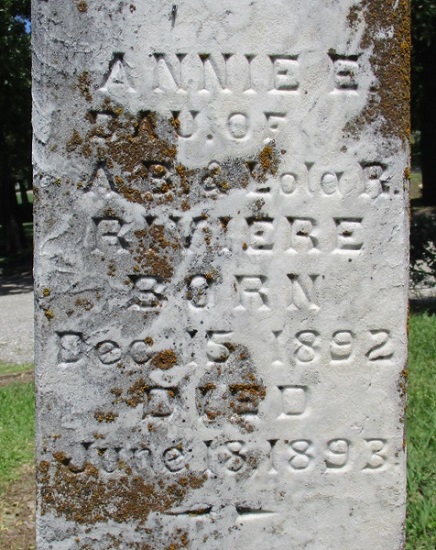 ANNIE E
DAU. OF
A. B. & Lola R.
RIVIERE
BORN
Dec. 15, 1892
DIED
June 18, 1893.